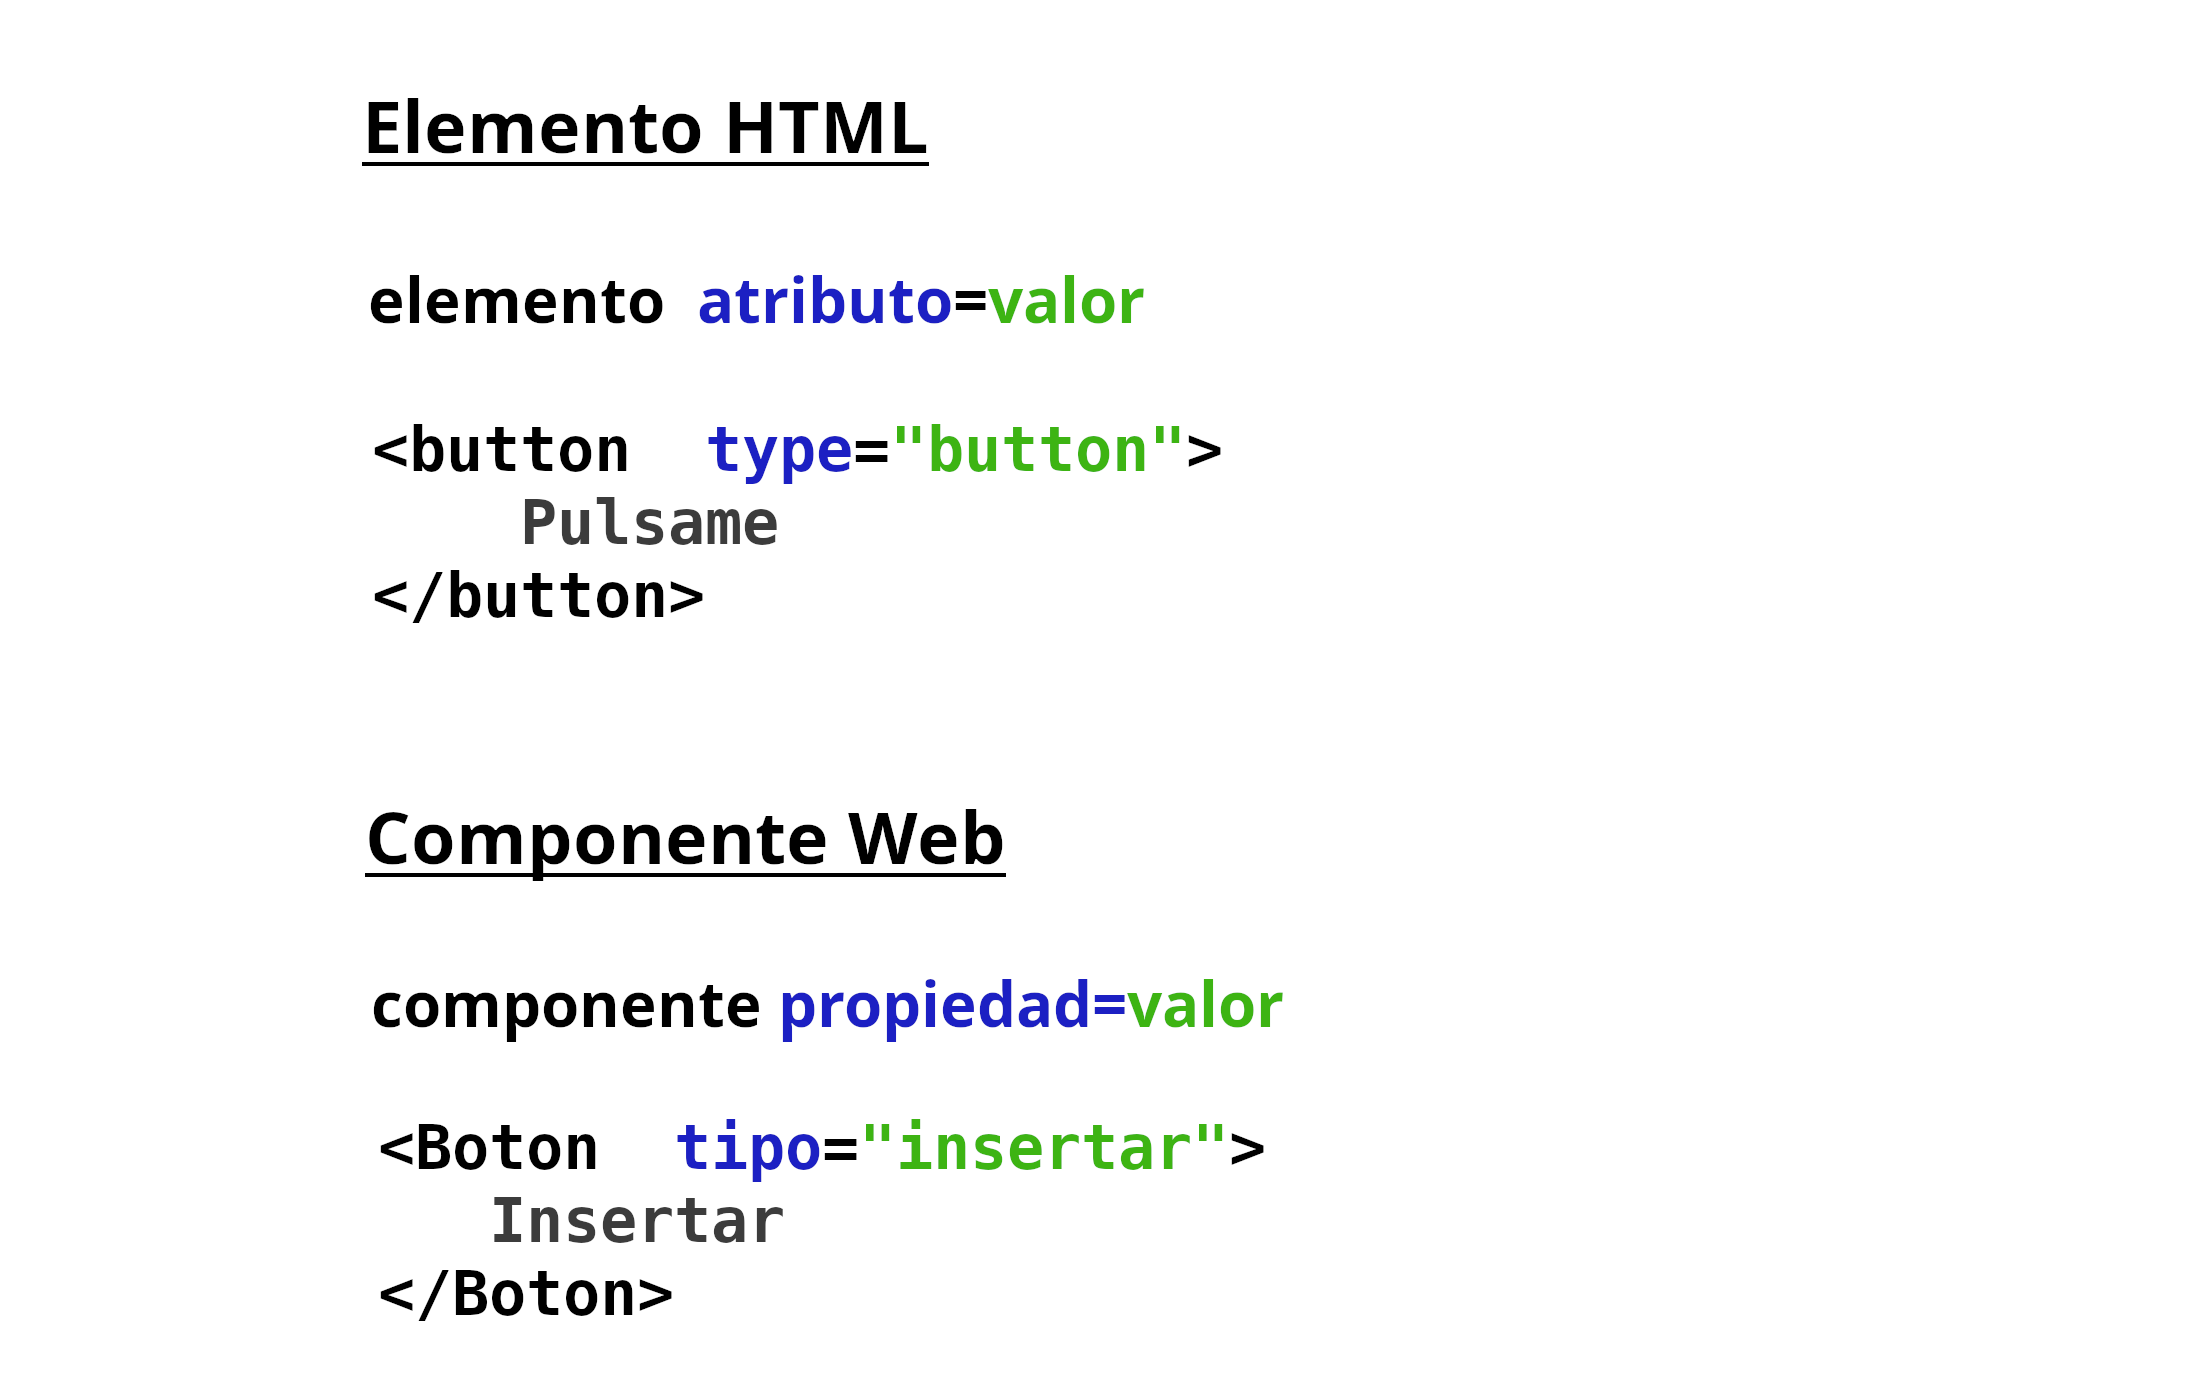 Elemento HTML
elemento atributo=valor
<button type="button">
Pulsame
</button>
Componente Web
componente propiedad=valor
<Boton tipo="insertar">
Insertar
</Boton>